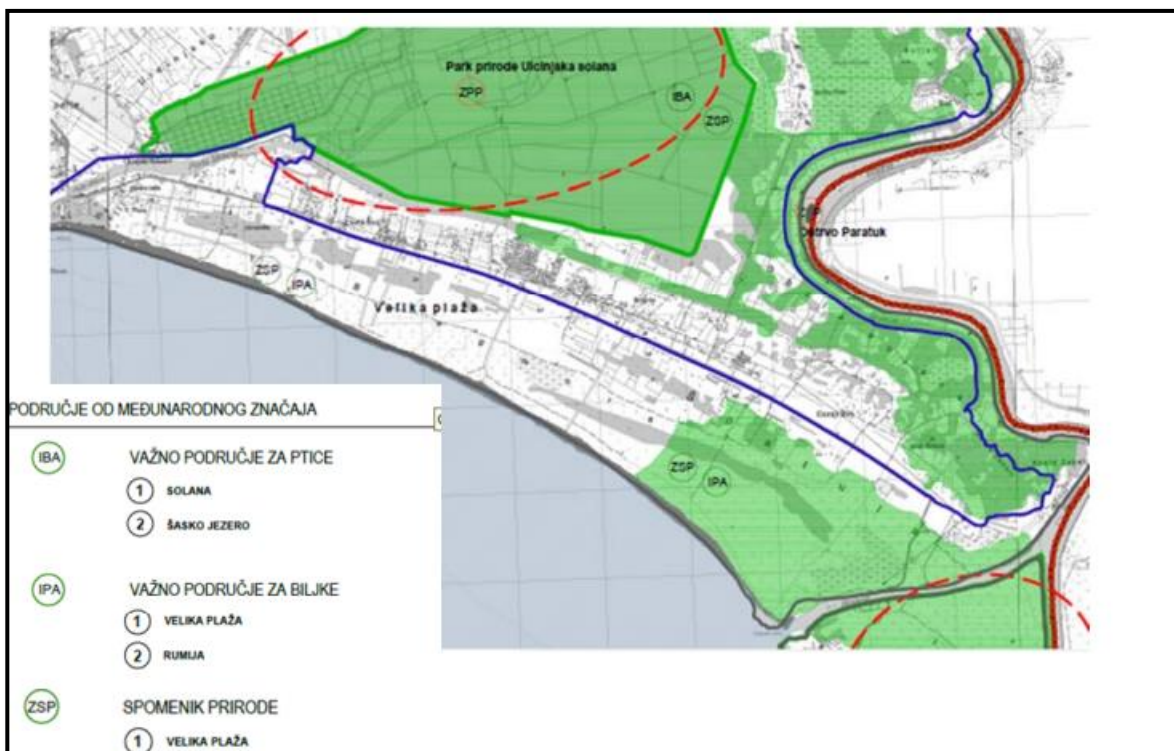 Park prirode Ulcinjska solana
ZPP
IBA
ZSP
Ostrvo Paratuk
ZSP
IPA
Velika plaža
ZSP
IPA
PODRUČJE OD MEĐUNARODNOG ZNAČAJA
IBA VAŽNO PODRUČJE ZA PTICE
1 SOLANA
2 ŠASKO JEZERO
IPA VAŽNO PODRUČJE ZA BILJKE
1 VELIKA PLAŽA
2 RUMIJA
ZSP SPOMENIK PRIRODE
1 VELIKA PLAŽA